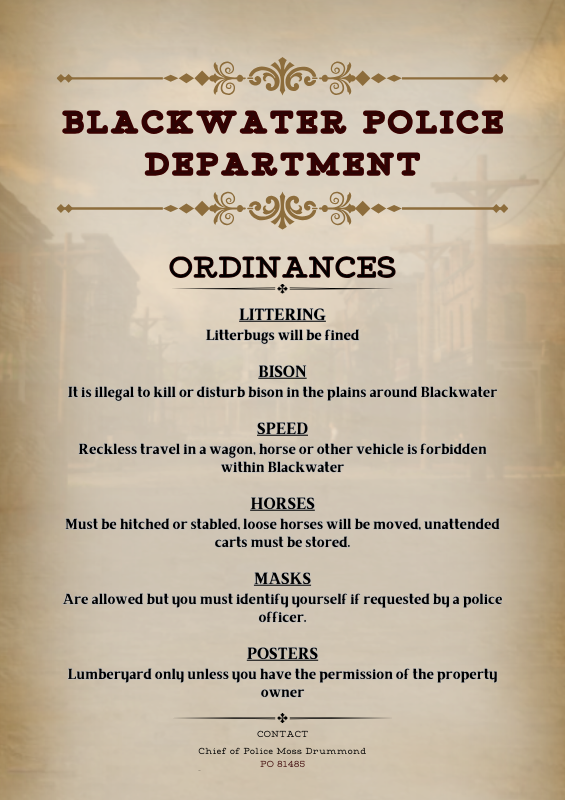 BLACKWATER POLICE
DEPARTMENT
ORDINANCES
LITTERING
Litterbugs will be fined
BISON
It is illegal to kill or disturb bison in the plains around Blackwater
SPEED
Reckless travel in a wagon, horse or other vehicle is forbidden
within Blackwater
HORSES
Must be hitched or stabled, loose horses will be moved, unattended
carts must be stored.
MASKS
Are allowed but you must identify yourself if requested by a police
officer.
POSTERS
Lumberyard only unless you have the permission of the property
owner
CONTACT
Chief of Police Moss Drummond
PO 81485